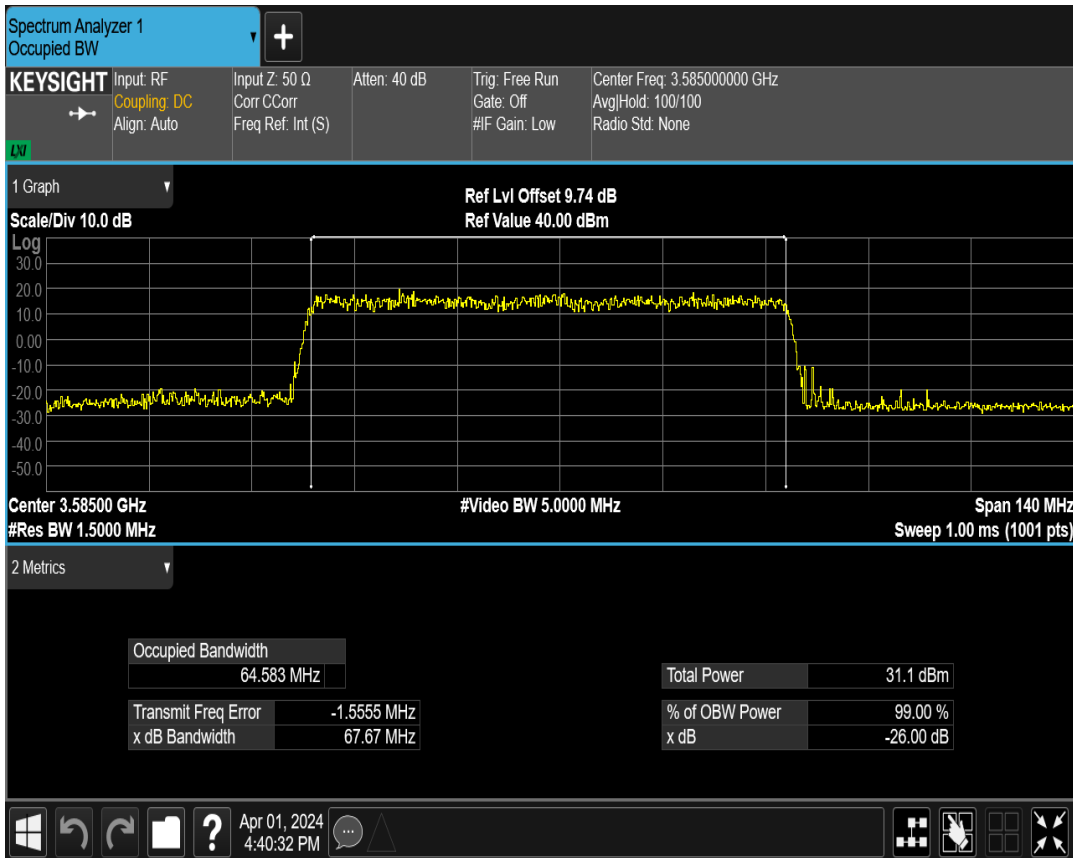 Spectrum Analyzer 1
Occupied BW
+
KEYSIGHT
LXI
Input: RF
Coupling: DC
Align: Auto
Input Z: 50 Ω
Corr CCorr
Freq Ref: Int (S)
Atten: 40 dB
Trig: Free Run
Gate: Off
#IF Gain: Low
Center Freq: 3.585000000 GHz
Avg|Hold: 100/100
Radio Std: None
1 Graph
Scale/Div 10.0 dB
Ref Lvl Offset 9.74 dB
Ref Value 40.00 dBm
Log
30.0
20.0
10.0
0.00
-10.0
-20.0
-30.0
-40.0
-50.0
Center 3.58500 GHz
#Video BW 5.0000 MHz
Span 140 MHz
#Res BW 1.5000 MHz
Sweep 1.00 ms (1001 pts)
2 Metrics
Occupied Bandwidth
64.583 MHz
Transmit Freq Error -1.5555 MHz
x dB Bandwidth 67.67 MHz
Total Power 31.1 dBm
% of OBW Power 99.00 %
x dB -26.00 dB
?
Apr 01, 2024
4:40:32 PM